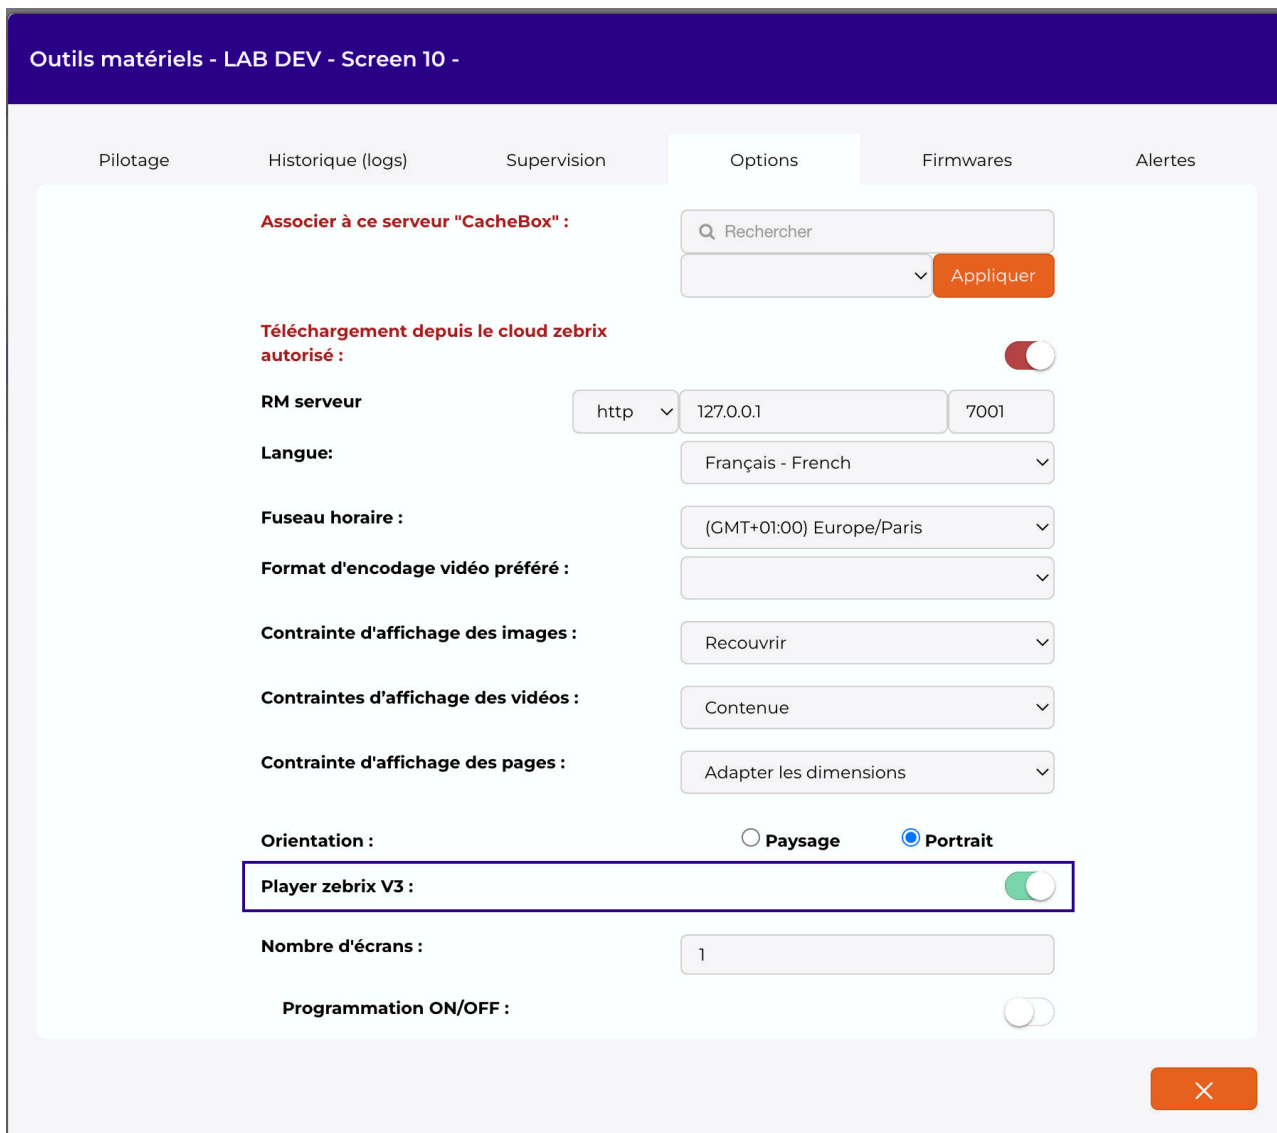 Outils matériels - LAB DEV - Screen 10 -
Pilotage Historique (logs) Supervision Options Firmwares Alertes
Associer à ce serveur "CacheBox" :
Rechercher
Appliquer
Téléchargement depuis le cloud zebrix
autorisé :
RM serveur http 127.0.0.1 7001
Langue: Français - French
Fuseau horaire : (GMT+01:00) Europe/Paris
Format d'encodage vidéo préféré :
Contrainte d'affichage des images : Recouvrir
Contraintes d’affichage des vidéos : Contenue
Contrainte d'affichage des pages : Adapter les dimensions
Orientation : Paysage Portrait
Player zebrix V3 :
Nombre d'écrans : 1
Programmation ON/OFF :